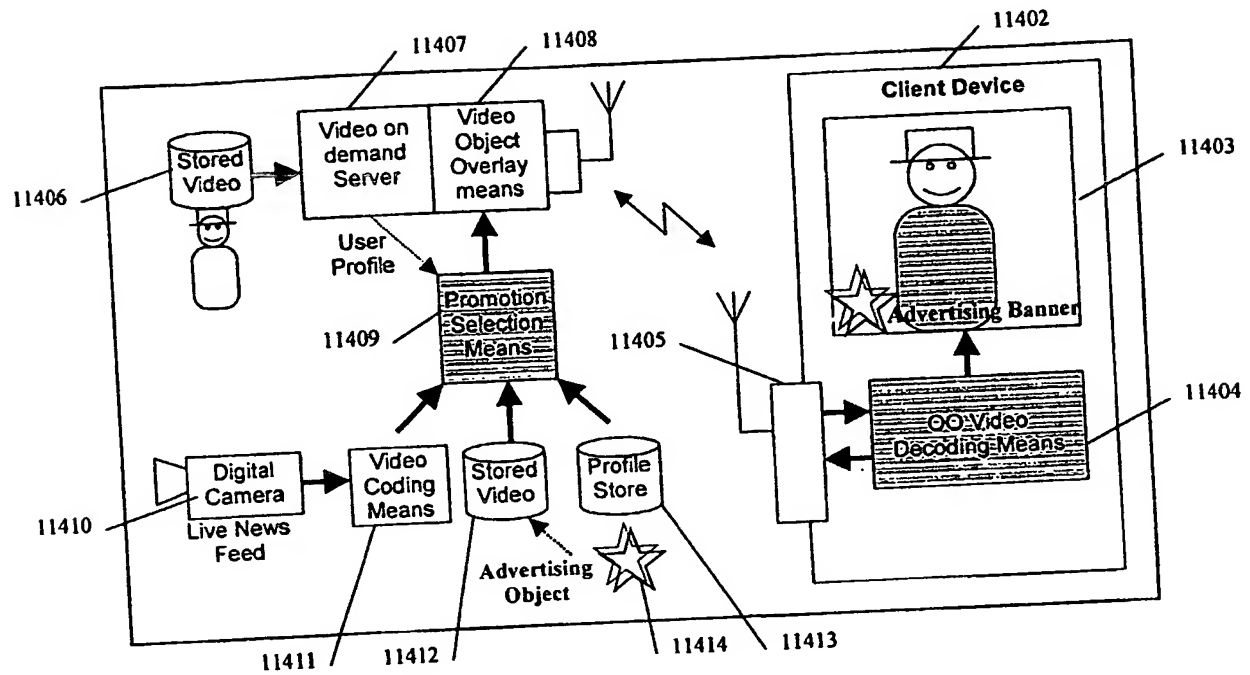 11402
11407
11408
Client Device
Video on
demand
Server
Video
Object
Overlay
means
Stored
Video
11403
11406
User
Profile
Promotion
Selection
Means
11409
Advertising Banner
11405
11404
OO Video
Decoding Means
Digital
Camera
Video
Coding
Means
Stored
Video
Profile
Store
11410
Live News
Feed
Advertising
Object
11411
11412
11414
11413